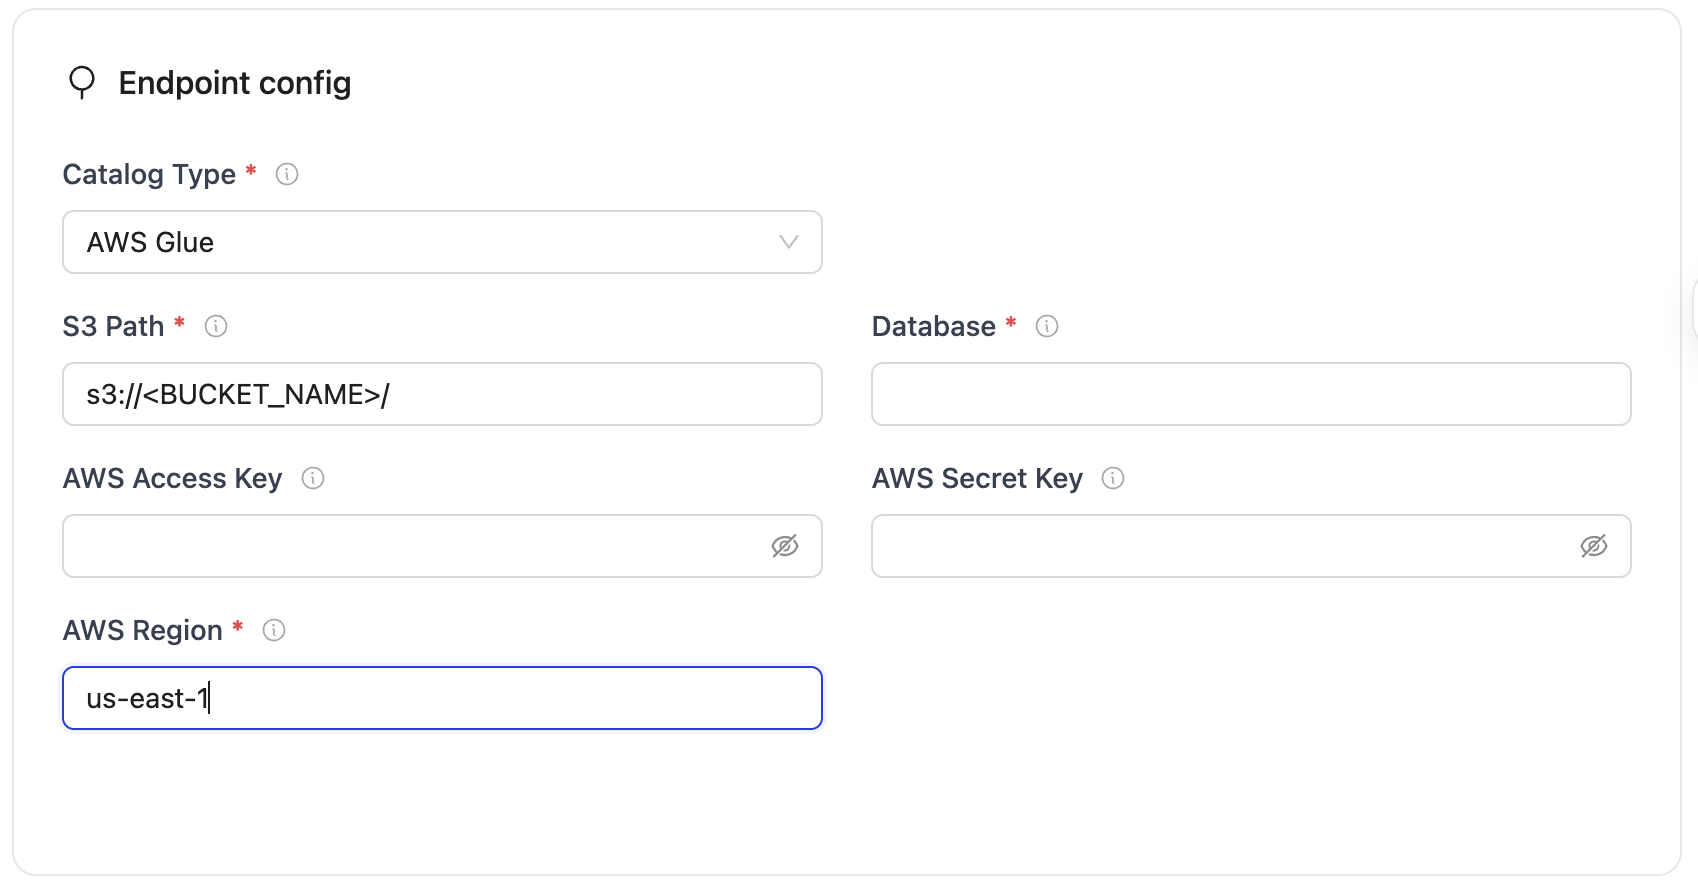 Endpoint config
Catalog Type *
AWS Glue
S3 Path *
Database *
s3://<BUCKET_NAME>/
AWS Access Key
AWS Secret Key
AWS Region *
us-east-1